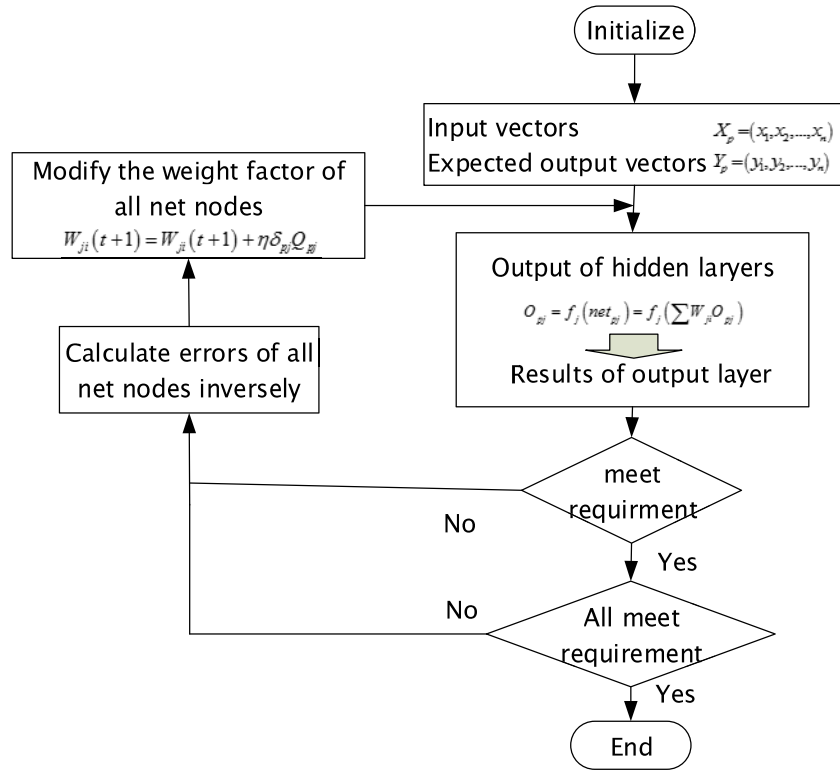 Initialize
Input vectors X_p=(x_1,x_2,...,x_n)
Expected output vectors Y_p=(y_1,y_2,...,y_n)
Modify the weight factor of
all net nodes
W_ji(t+1)=W_ji(t+1)+ηδ_pj Q_pj
Output of hidden laryers
O_pj = f_j(net_pj) = f_j(∑W_ji O_pj)
Results of output layer
Calculate errors of all
net nodes inversely
meet
requirment
No
Yes
No
All meet
requirement
Yes
End